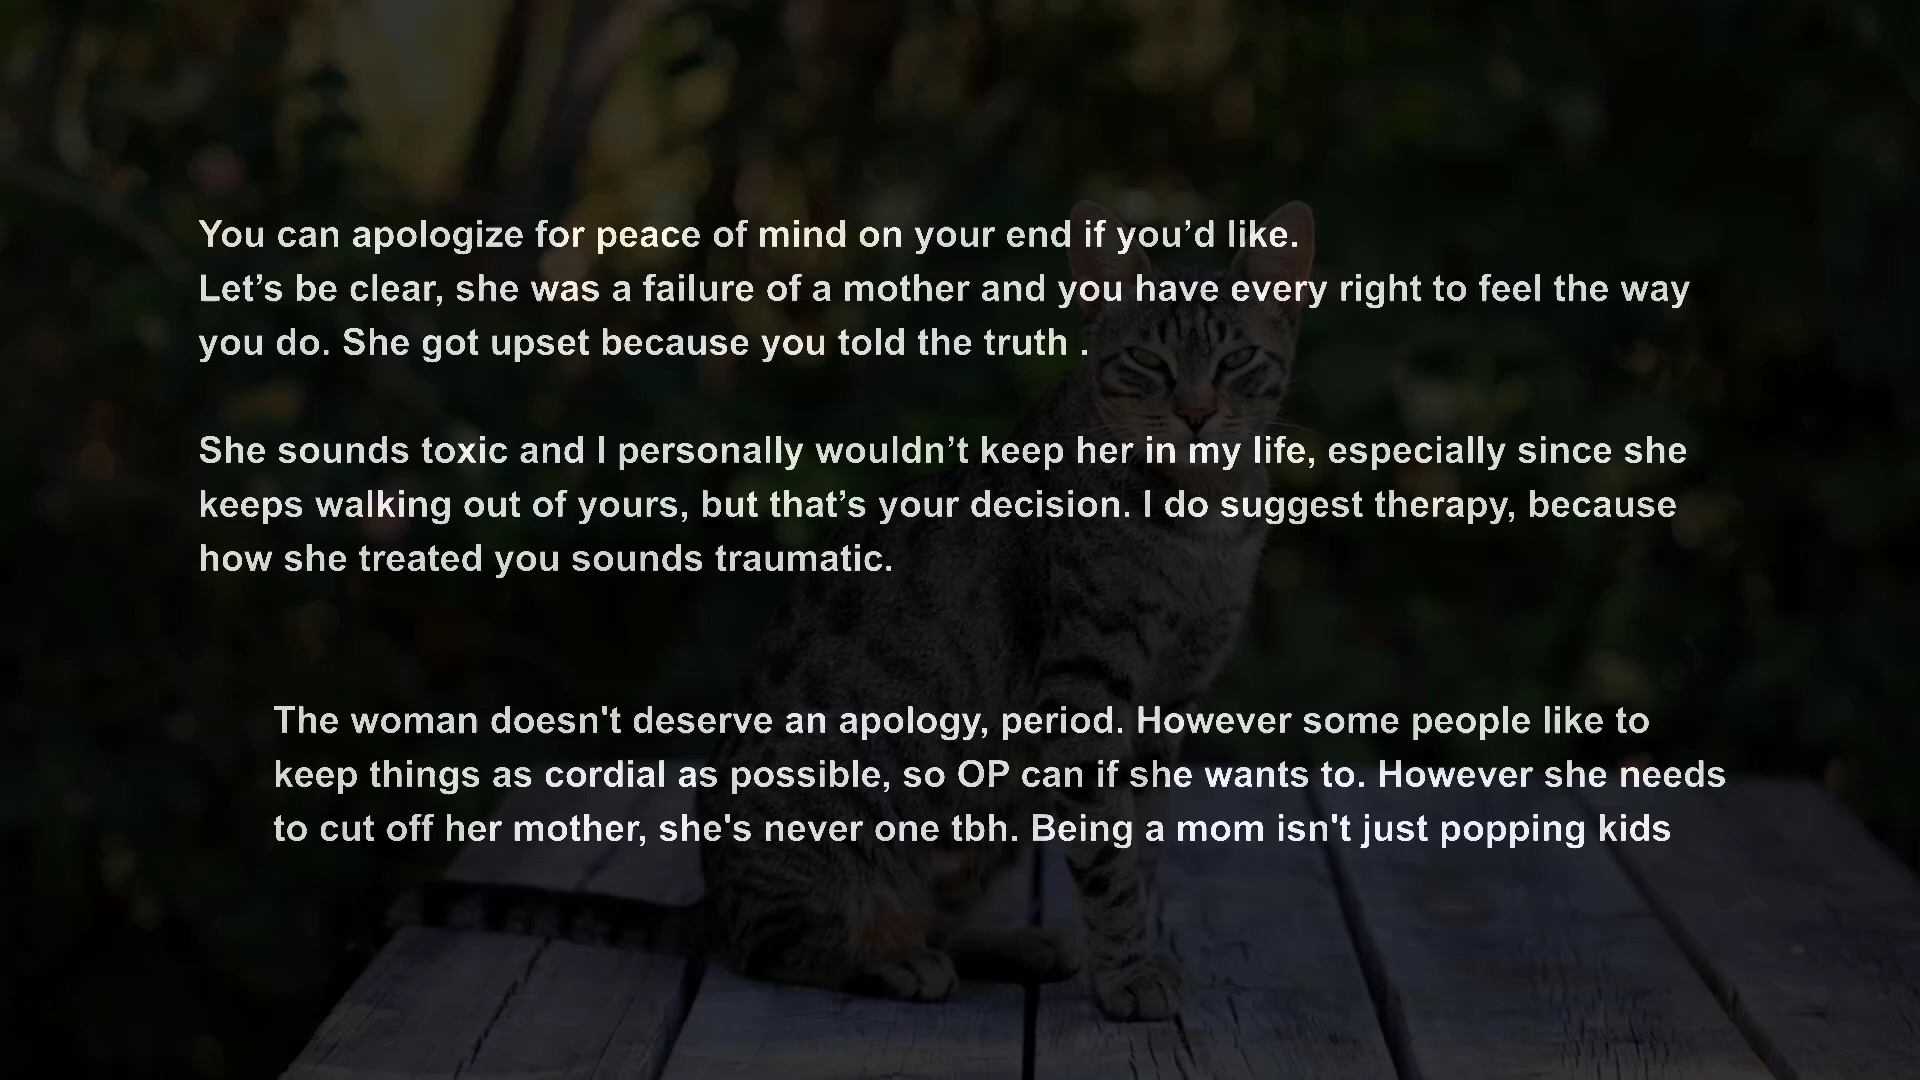 You can apologize for peace of mind on your end if you’d like.
Let’s be clear, she was a failure of a mother and you have every right to feel the way
you do. She got upset because you told the truth .
She sounds toxic and I personally wouldn’t keep her in my life, especially since she
keeps walking out of yours, but that’s your decision. I do suggest therapy, because
how she treated you sounds traumatic.
The woman doesn't deserve an apology, period. However some people like to
keep things as cordial as possible, so OP can if she wants to. However she needs
to cut off her mother, she's never one tbh. Being a mom isn't just popping kids